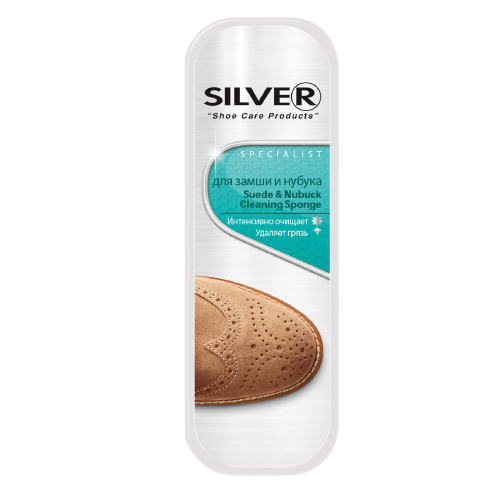 SILVER
"Shoe Care Products"
SPECIALIST
для замши и нубука
Suede & Nubuck
Cleaning Sponge
Интенсивно очищает
Удаляет грязь